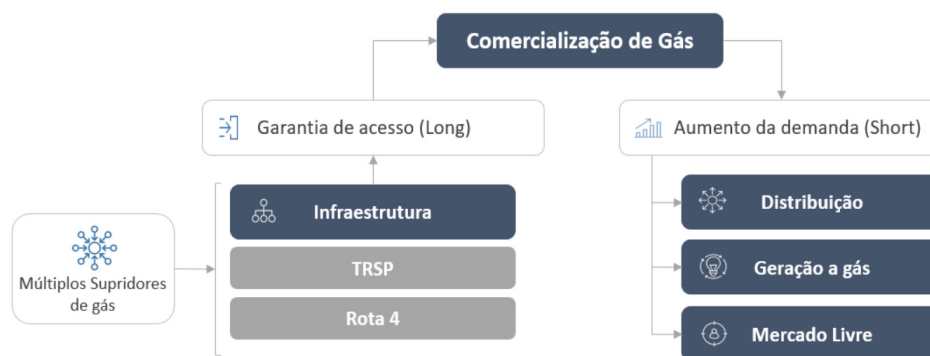 Comercialização de Gás
Garantia de acesso (Long)
Aumento da demanda (Short)
Infraestrutura
Distribuição
Múltiplos Supridores
de gás
TRSP
Geração a gás
Rota 4
Mercado Livre